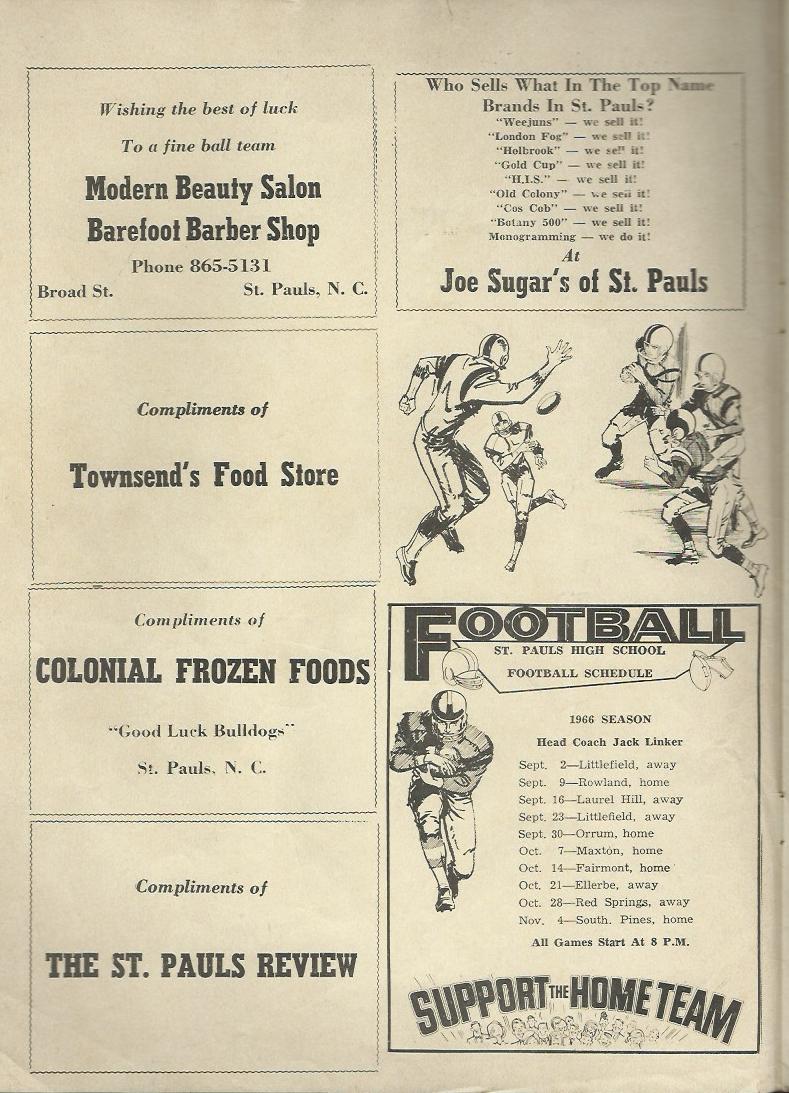 Wishing the best of luck
To a fine ball team
Modern Beauty Salon
Barefoot Barber Shop
Phone 865-5131
Broad St. St. Pauls, N. C.
Compliments of
Townsend's Food Store
Compliments of
COLONIAL FROZEN FOODS
"Good Luck Bulldogs"
St. Pauls, N. C.
Compliments of
THE ST. PAULS REVIEW
Who Sells What In The Top Name
Brands In St. Pauls?
"Weejuns" — we sell it!
"London Fog" — we sell it!
"Holbrook" — we sell it!
"Gold Cup" — we sell it!
"H.I.S." — we sell it!
"Old Colony" — we sell it!
"Cos Cob" — we sell it!
"Botany 500" — we sell it!
Monogramming — we do it!
At
Joe Sugar's of St. Pauls
FOOTBALL
ST. PAULS HIGH SCHOOL
FOOTBALL SCHEDULE
1966 SEASON
Head Coach Jack Linker
Sept. 2—Littlefield, away
Sept. 9—Rowland, home
Sept. 16—Laurel Hill, away
Sept. 23—Littlefield, away
Sept. 30—Orrum, home
Oct. 7—Maxton, home
Oct. 14—Fairmont, home
Oct. 21—Ellerbe, away
Oct. 28—Red Springs, away
Nov. 4—South. Pines, home
All Games Start At 8 P.M.
SUPPORT THE HOME TEAM